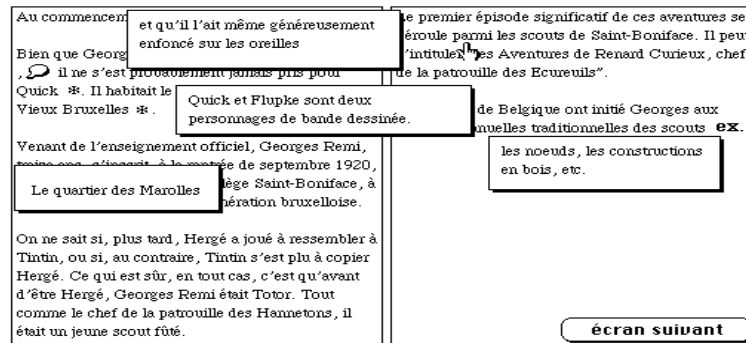 Au commencem
et qu'il l'ait même généreusement
enfoncé sur les oreilles
Bien que Georg
, il ne s'est probablement jamais pris pour
Quick ✻. Il habitait le
Vieux Bruxelles ✻.
Quick et Flupke sont deux
personnages de bande dessinée.
Venant de l'enseignement officiel, Georges Remi,
treize ans, s'inscrit, à la rentrée de septembre 1920,
lège Saint-Boniface, à
nération bruxelloise.
Le quartier des Marolles
On ne sait si, plus tard, Hergé a joué à ressembler à
Tintin, ou si, au contraire, Tintin s'est plu à copier
Hergé. Ce qui est sûr, en tout cas, c'est qu'avant
d'être Hergé, Georges Remi était Totor. Tout
comme le chef de la patrouille des Hannetons, il
était un jeune scout fûté.
e premier épisode significatif de ces aventures se
éroule parmi les scouts de Saint-Boniface. Il peu
'intituler es Aventures de Renard Curieux, chef
de la patrouille des Ecureuils".
de Belgique ont initié Georges aux
nuelles traditionnelles des scouts ex.
les noeuds, les constructions
en bois, etc.
écran suivant